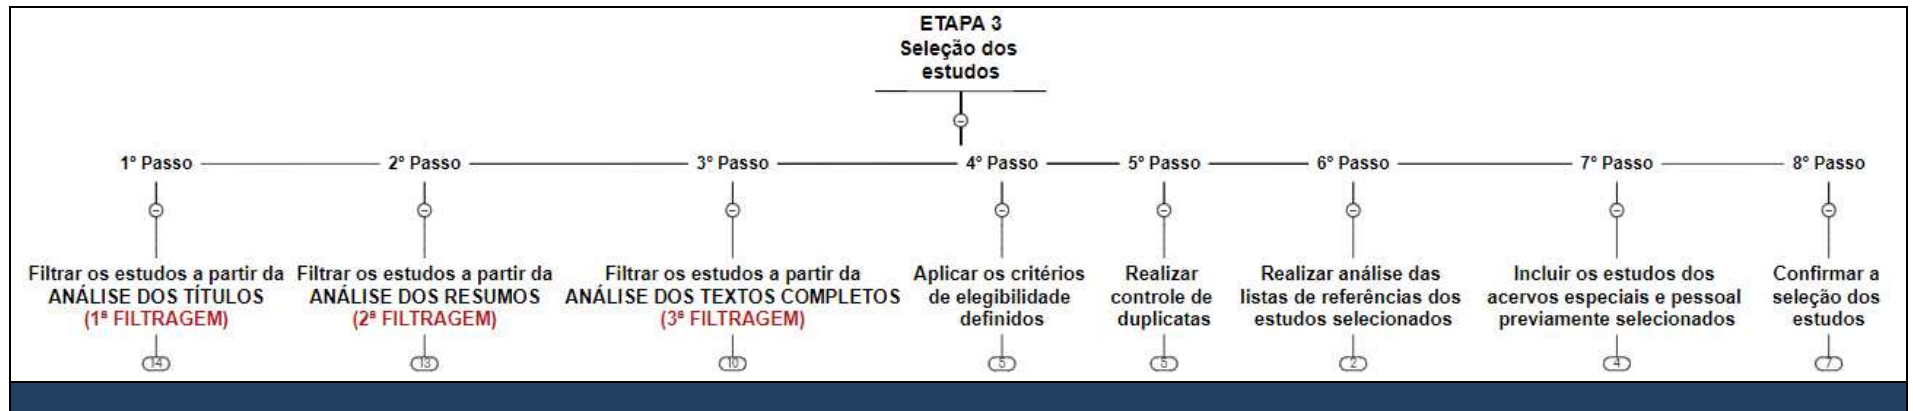 ETAPA 3
Seleção dos
estudos
1º Passo
2º Passo
3º Passo
4º Passo
5º Passo
6º Passo
7º Passo
8º Passo
Filtrar os estudos a partir da
ANÁLISE DOS TÍTULOS
(1ª FILTRAGEM)
14
Filtrar os estudos a partir da
ANÁLISE DOS RESUMOS
(2ª FILTRAGEM)
13
Filtrar os estudos a partir da
ANÁLISE DOS TEXTOS COMPLETOS
(3ª FILTRAGEM)
10
Aplicar os critérios
de elegibilidade
definidos
5
Realizar
controle de
duplicatas
5
Realizar análise das
listas de referências dos
estudos selecionados
2
Incluir os estudos dos
acervos especiais e pessoal
previamente selecionados
4
Confirmar a
seleção dos
estudos
7